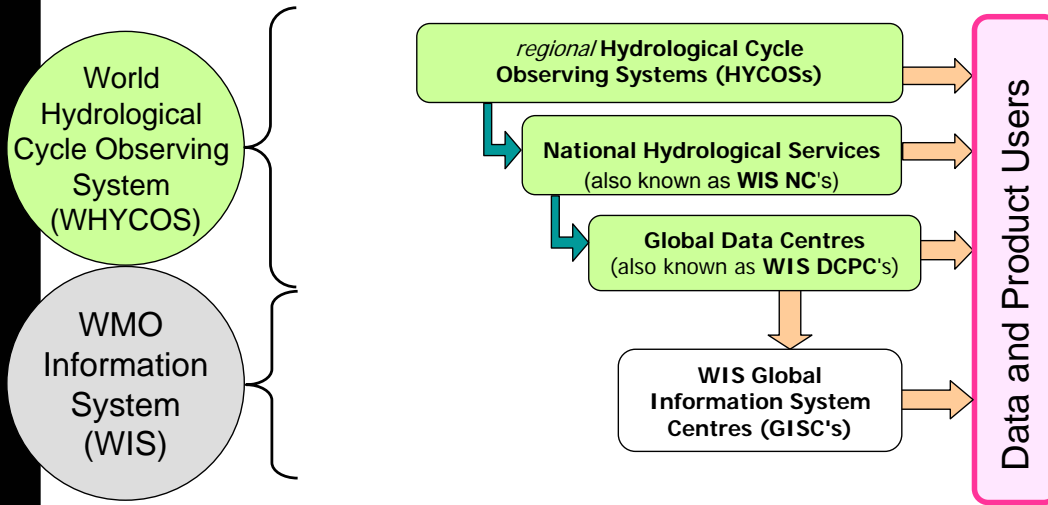 World
Hydrological
Cycle Observing
System
(WHYCOS)
WMO
Information
System
(WIS)
regional Hydrological Cycle
Observing Systems (HYCOSs)
National Hydrological Services
(also known as WIS NC's)
Global Data Centres
(also known as WIS DCPC's)
WIS Global
Information System
Centres (GISC's)
Data and Product Users